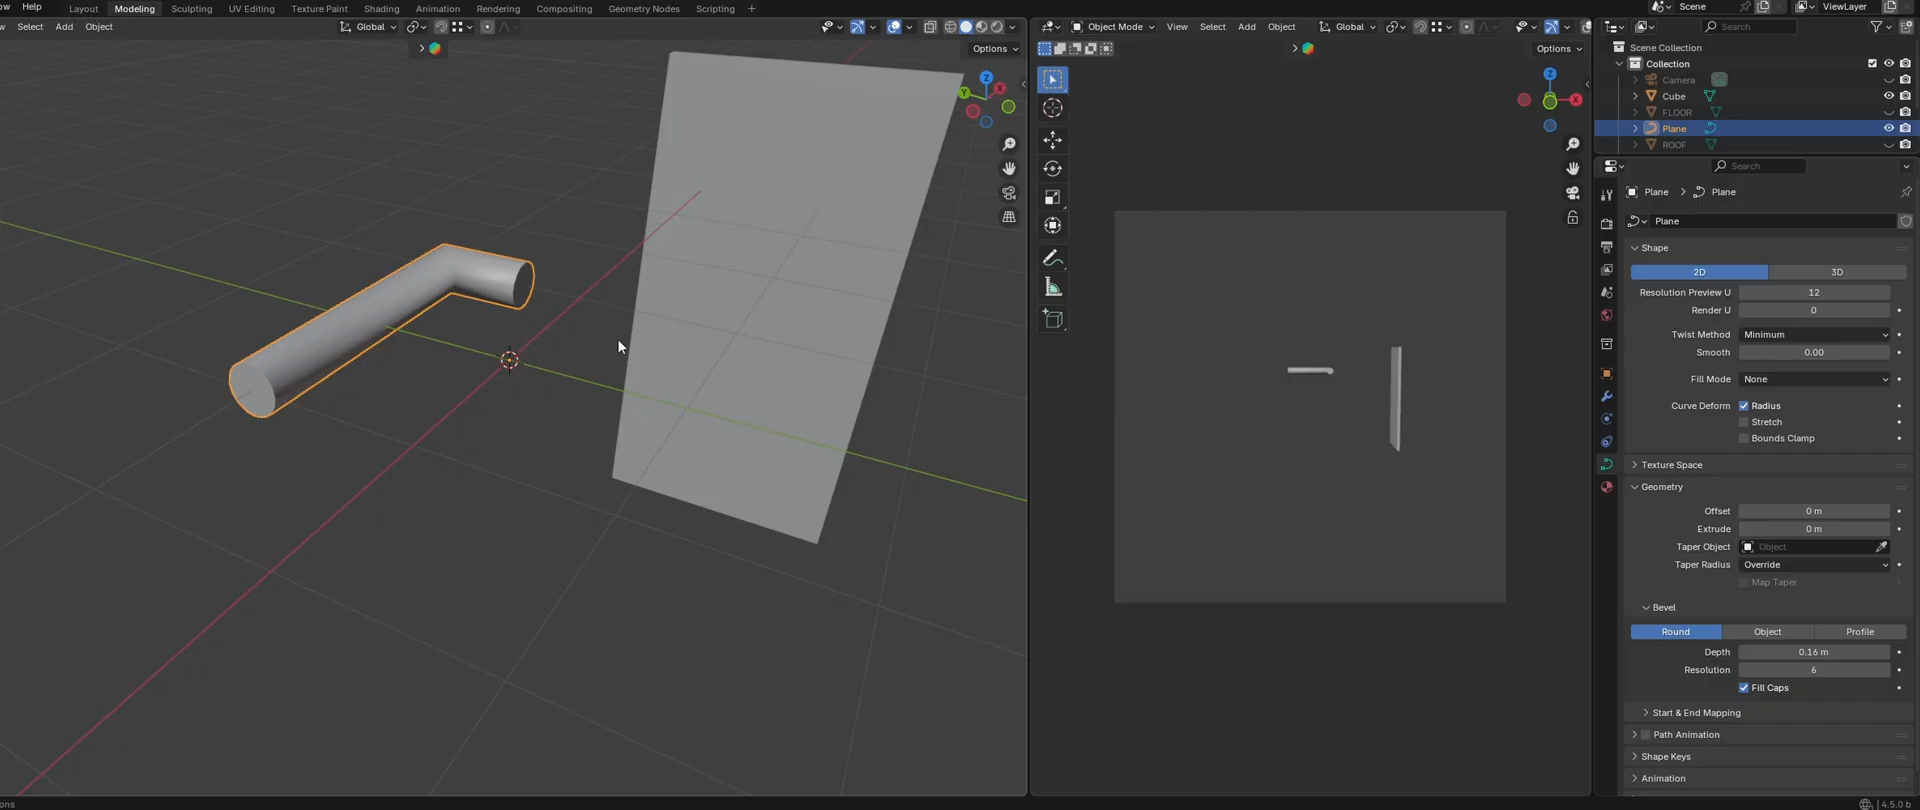 ow Help Layout Modeling Sculpting UV Editing Texture Paint Shading Animation Rendering Compositing Geometry Nodes Scripting + Scene ViewLayer
Select Add Object Global
Object Mode View Select Add Object Global
Search
Options
Options
Scene Collection
Collection
Camera
Cube
FLOOR
Plane
ROOF
Search
Plane > Plane
Plane
Shape
2D 3D
Resolution Preview U 12
Render U 0
Twist Method Minimum
Smooth 0.00
Fill Mode None
Curve Deform Radius
Stretch
Bounds Clamp
Texture Space
Geometry
Offset 0 m
Extrude 0 m
Taper Object Object
Taper Radius Override
Map Taper
Bevel
Round Object Profile
Depth 0.16 m
Resolution 6
Fill Caps
Start & End Mapping
Path Animation
Shape Keys
Animation
ons
4.5.0 b
Z
X
Y
Z
X